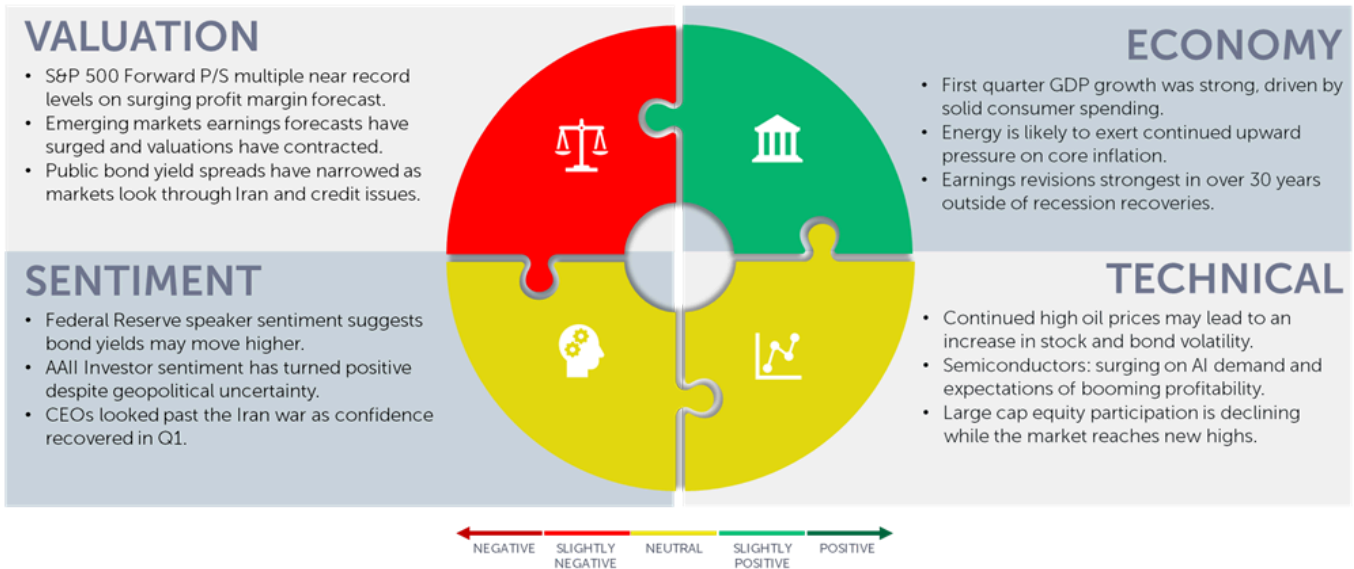 VALUATION
• S&P 500 Forward P/S multiple near record
levels on surging profit margin forecast.
• Emerging markets earnings forecasts have
surged and valuations have contracted.
• Public bond yield spreads have narrowed as
markets look through Iran and credit issues.
ECONOMY
• First quarter GDP growth was strong, driven by
solid consumer spending.
• Energy is likely to exert continued upward
pressure on core inflation.
• Earnings revisions strongest in over 30 years
outside of recession recoveries.
SENTIMENT
• Federal Reserve speaker sentiment suggests
bond yields may move higher.
• AAII Investor sentiment has turned positive
despite geopolitical uncertainty.
• CEOs looked past the Iran war as confidence
recovered in Q1.
TECHNICAL
• Continued high oil prices may lead to an
increase in stock and bond volatility.
• Semiconductors: surging on AI demand and
expectations of booming profitability.
• Large cap equity participation is declining
while the market reaches new highs.
NEGATIVE
SLIGHTLY
NEGATIVE
NEUTRAL
SLIGHTLY
POSITIVE
POSITIVE